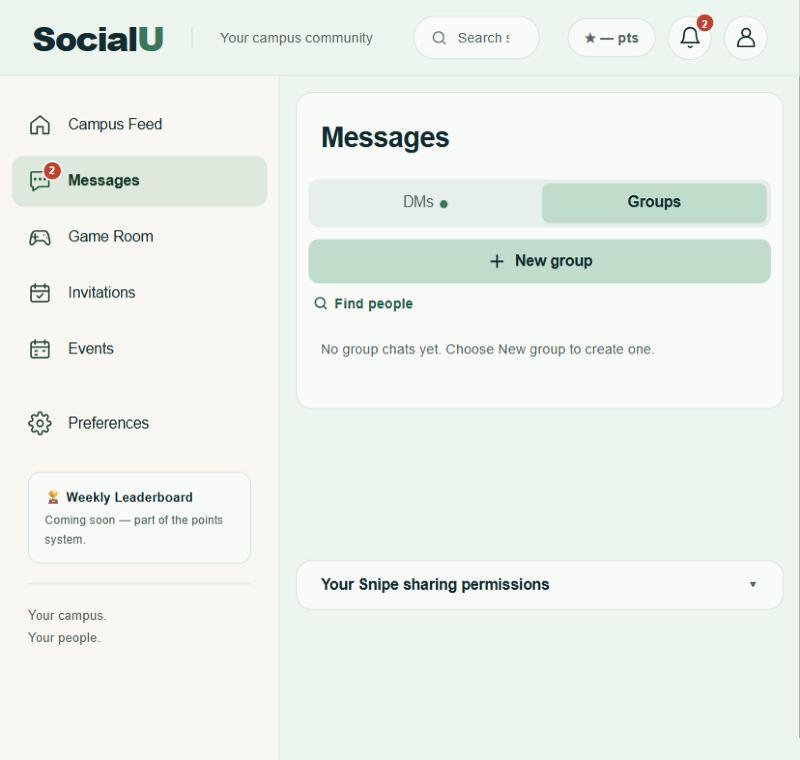 SocialU
Your campus community
Search s
★ — pts
2
Campus Feed
2
Messages
Game Room
Invitations
Events
Preferences
Weekly Leaderboard
Coming soon — part of the points
system.
Your campus.
Your people.
Messages
DMs
Groups
+ New group
Find people
No group chats yet. Choose New group to create one.
Your Snipe sharing permissions